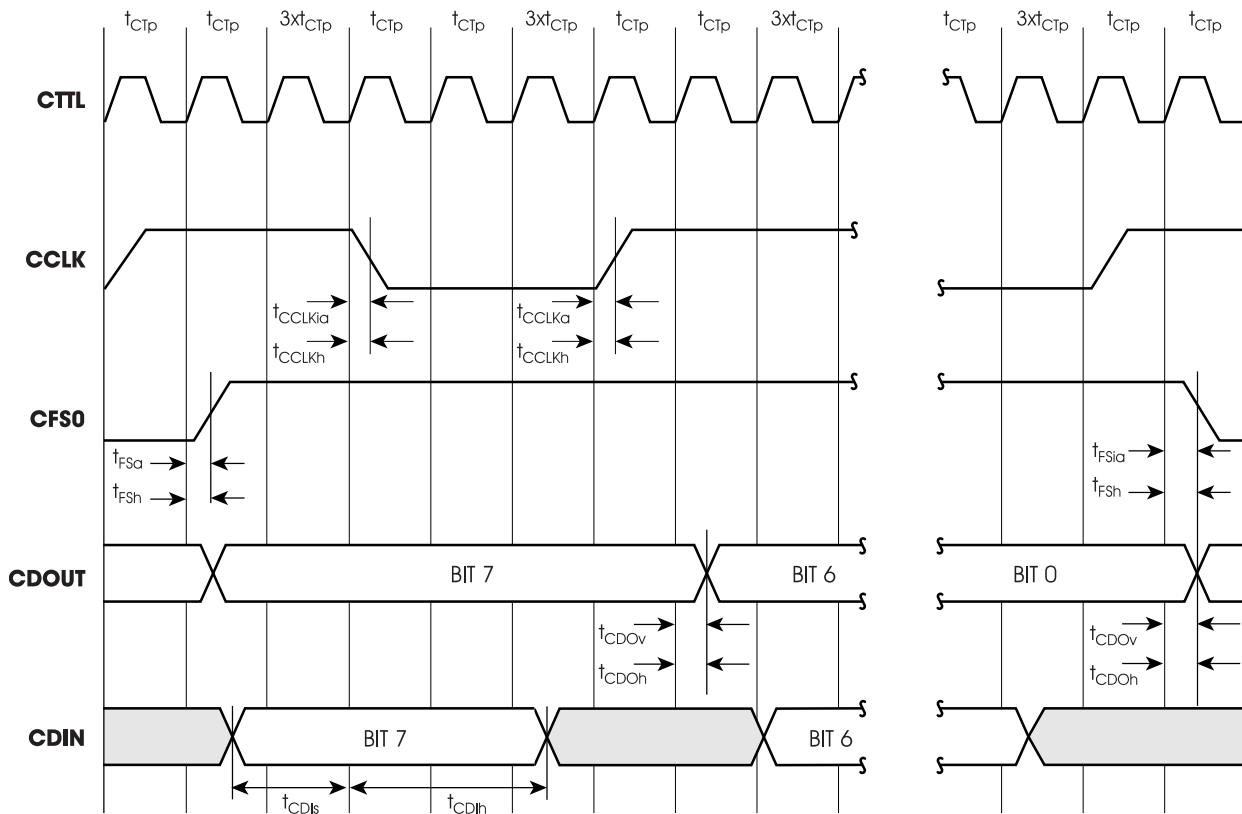 tCTp tCTp 3xtCTp tCTp tCTp 3xtCTp tCTp tCTp 3xtCTp tCTp 3xtCTp tCTp tCTp
CTTL
CCLK
tCCLKia tCCLKa
tCCLKh tCCLKh
CFS0
tFSa tFSia
tFSh tFSh
CDOUT BIT 7 BIT 6 BIT 0
tCDOv tCDOv
tCDOh tCDOh
CDIN BIT 7 BIT 6
tCDIs tCDIh